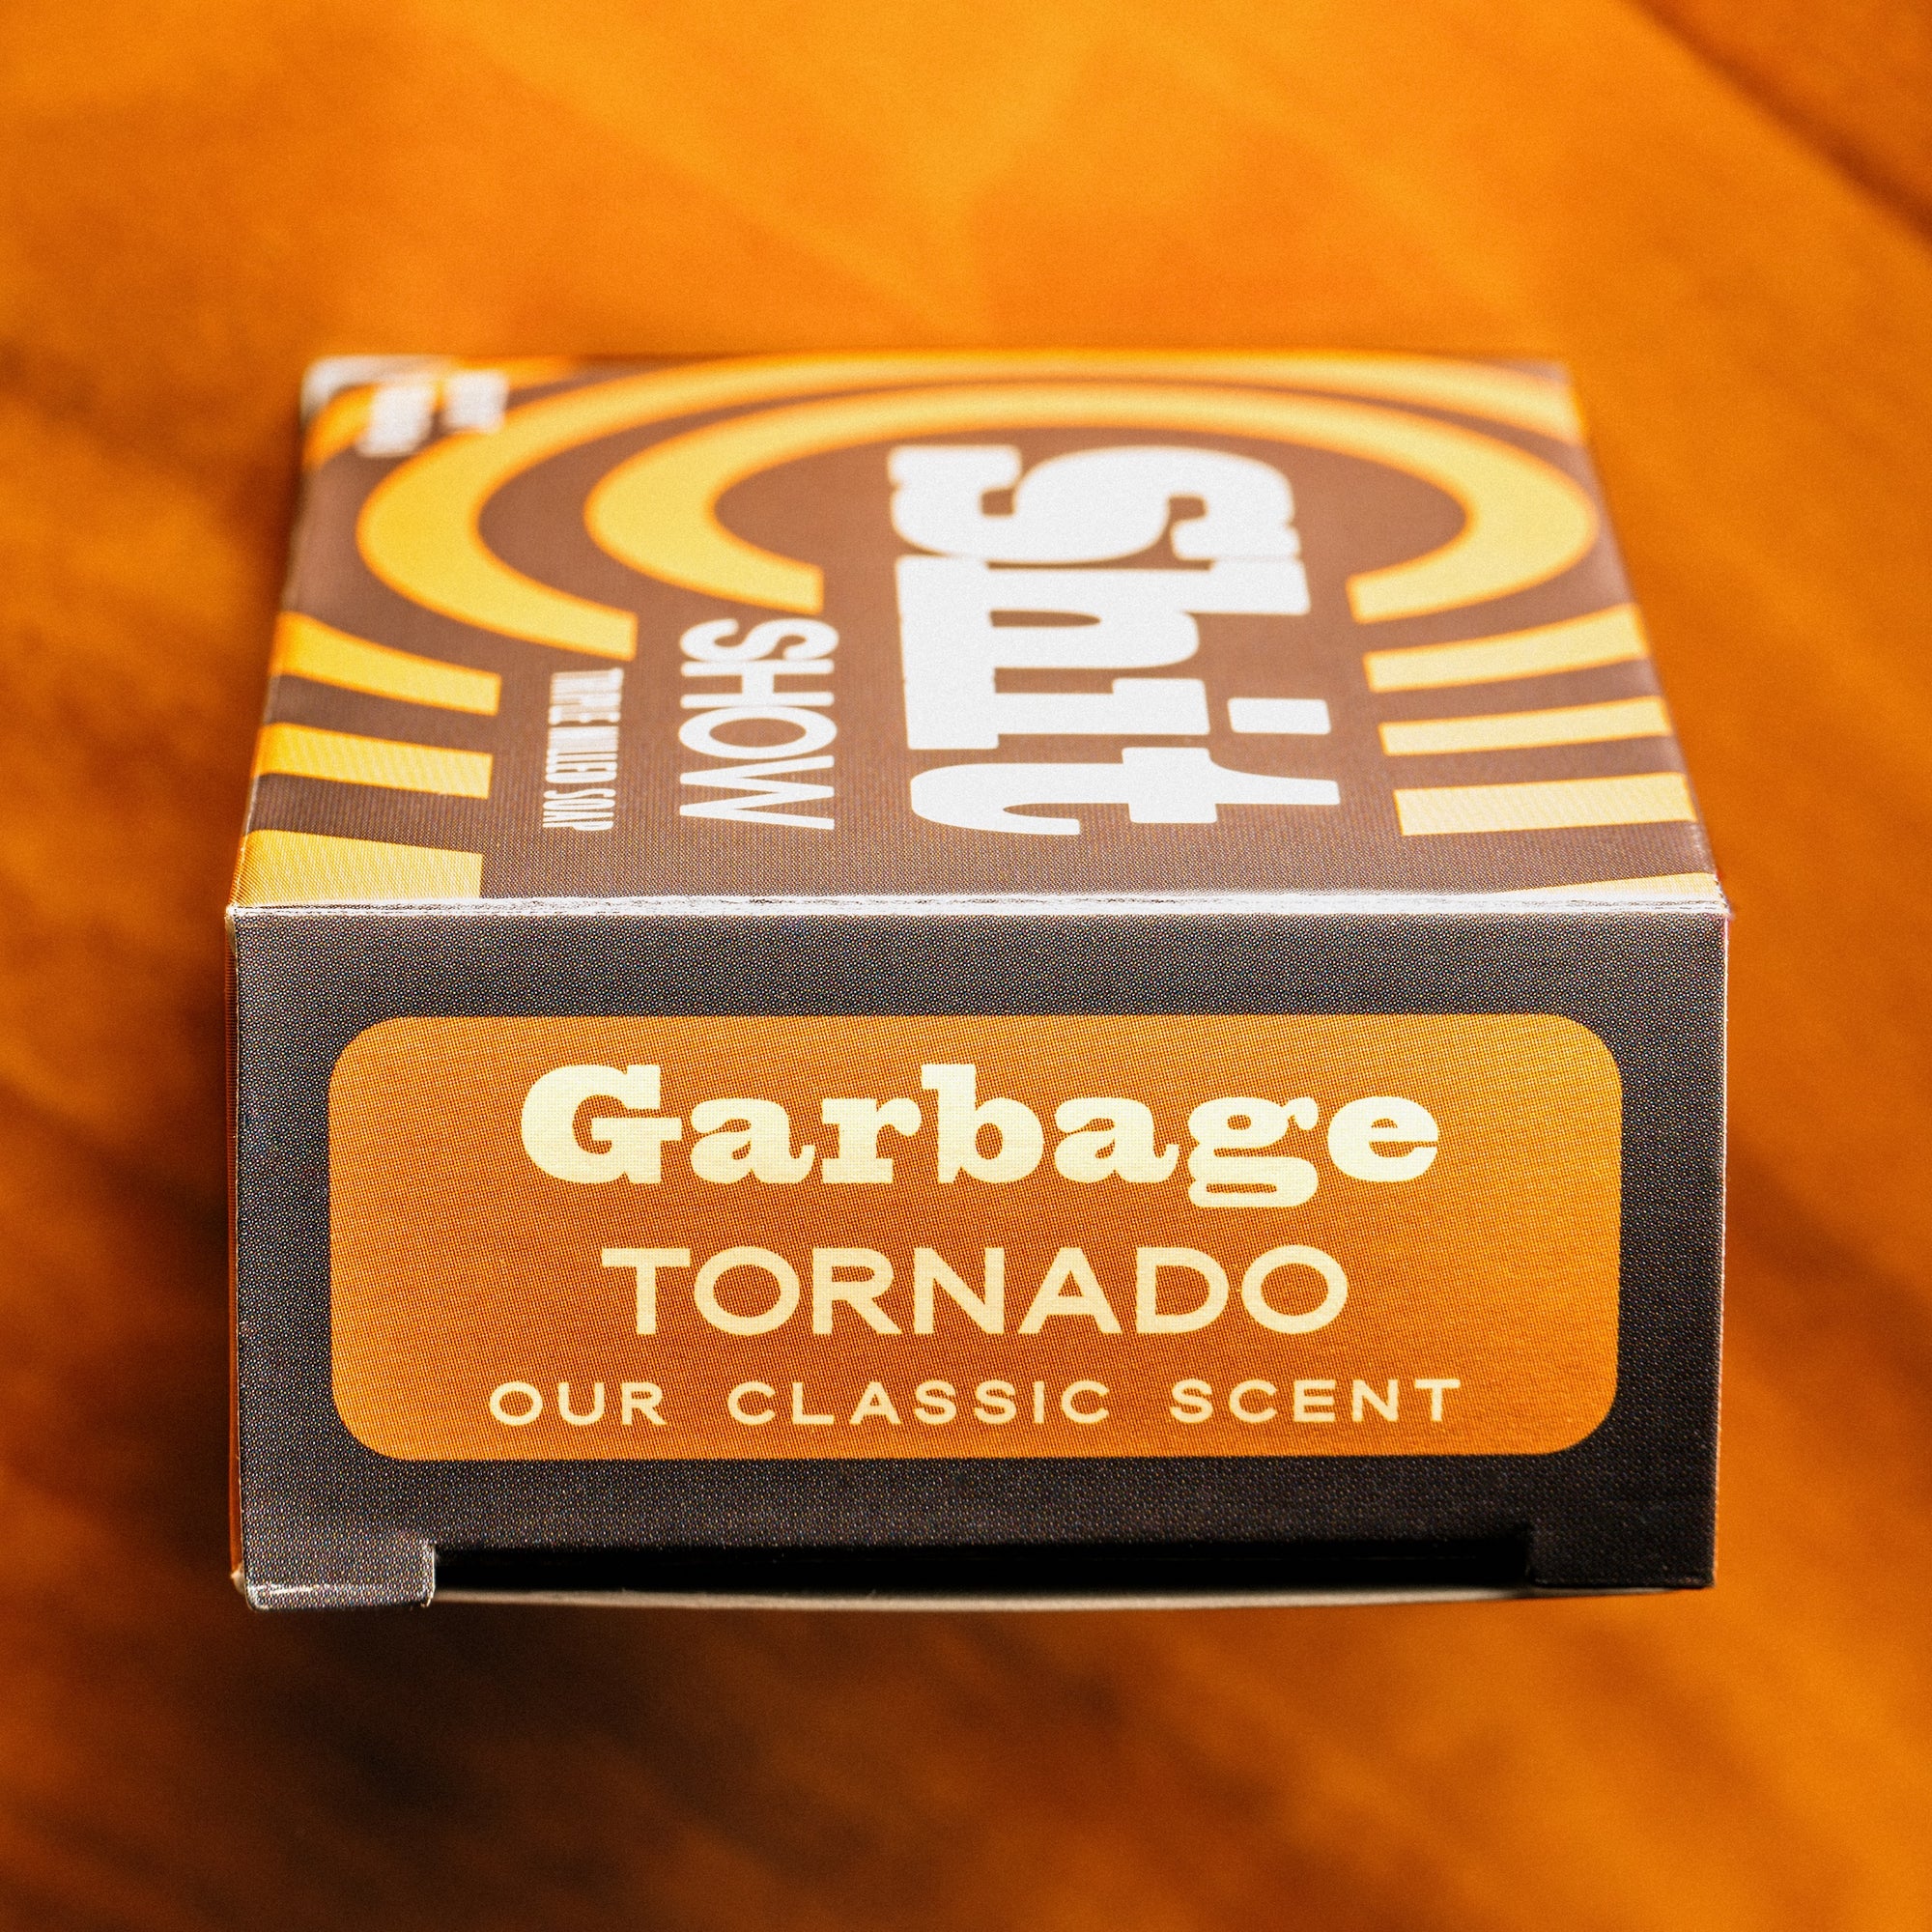 Shit
SHOW
TRIPLE MILLED SOAP
Garbage
TORNADO
OUR CLASSIC SCENT